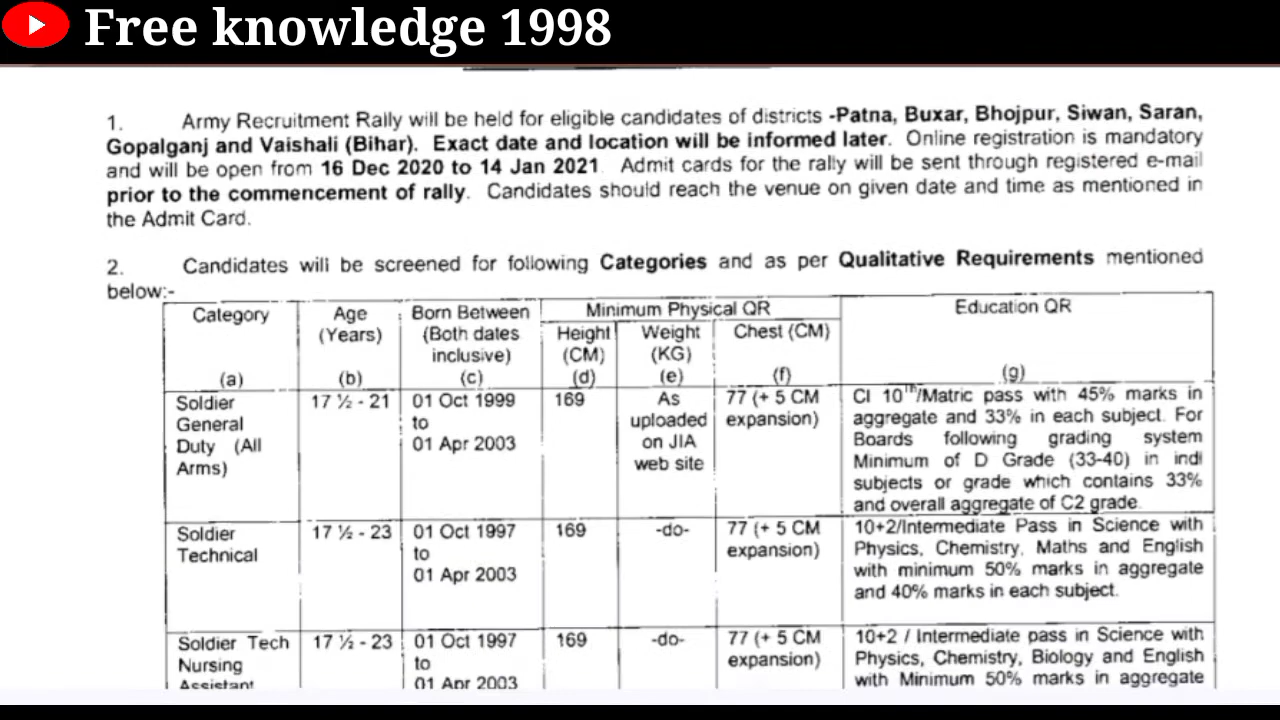 Free knowledge 1998
1. Army Recruitment Rally will be held for eligible candidates of districts -Patna, Buxar, Bhojpur, Siwan, Saran,
Gopalganj and Vaishali (Bihar). Exact date and location will be informed later. Online registration is mandatory
and will be open from 16 Dec 2020 to 14 Jan 2021. Admit cards for the rally will be sent through registered e-mail
prior to the commencement of rally. Candidates should reach the venue on given date and time as mentioned in
the Admit Card.
2. Candidates will be screened for following Categories and as per Qualitative Requirements mentioned
below:-
Category Age Born Between Minimum Physical QR Education QR
(Years) (Both dates Height Weight Chest (CM)
inclusive) (CM) (KG)
(a) (b) (c) (d) (e) (f) (g)
Soldier 17 ½ - 21 01 Oct 1999 169 As 77 (+ 5 CM Cl 10th/Matric pass with 45% marks in
General to uploaded expansion) aggregate and 33% in each subject. For
Duty (All 01 Apr 2003 on JIA Boards following grading system
Arms) web site Minimum of D Grade (33-40) in indl
subjects or grade which contains 33%
and overall aggregate of C2 grade.
Soldier 17 ½ - 23 01 Oct 1997 169 -do- 77 (+ 5 CM 10+2/Intermediate Pass in Science with
Technical to expansion) Physics, Chemistry, Maths and English
01 Apr 2003 with minimum 50% marks in aggregate
and 40% marks in each subject.
Soldier Tech 17 ½ - 23 01 Oct 1997 169 -do- 77 (+ 5 CM 10+2 / Intermediate pass in Science with
Nursing to expansion) Physics, Chemistry, Biology and English
Assistant 01 Apr 2003 with Minimum 50% marks in aggregate